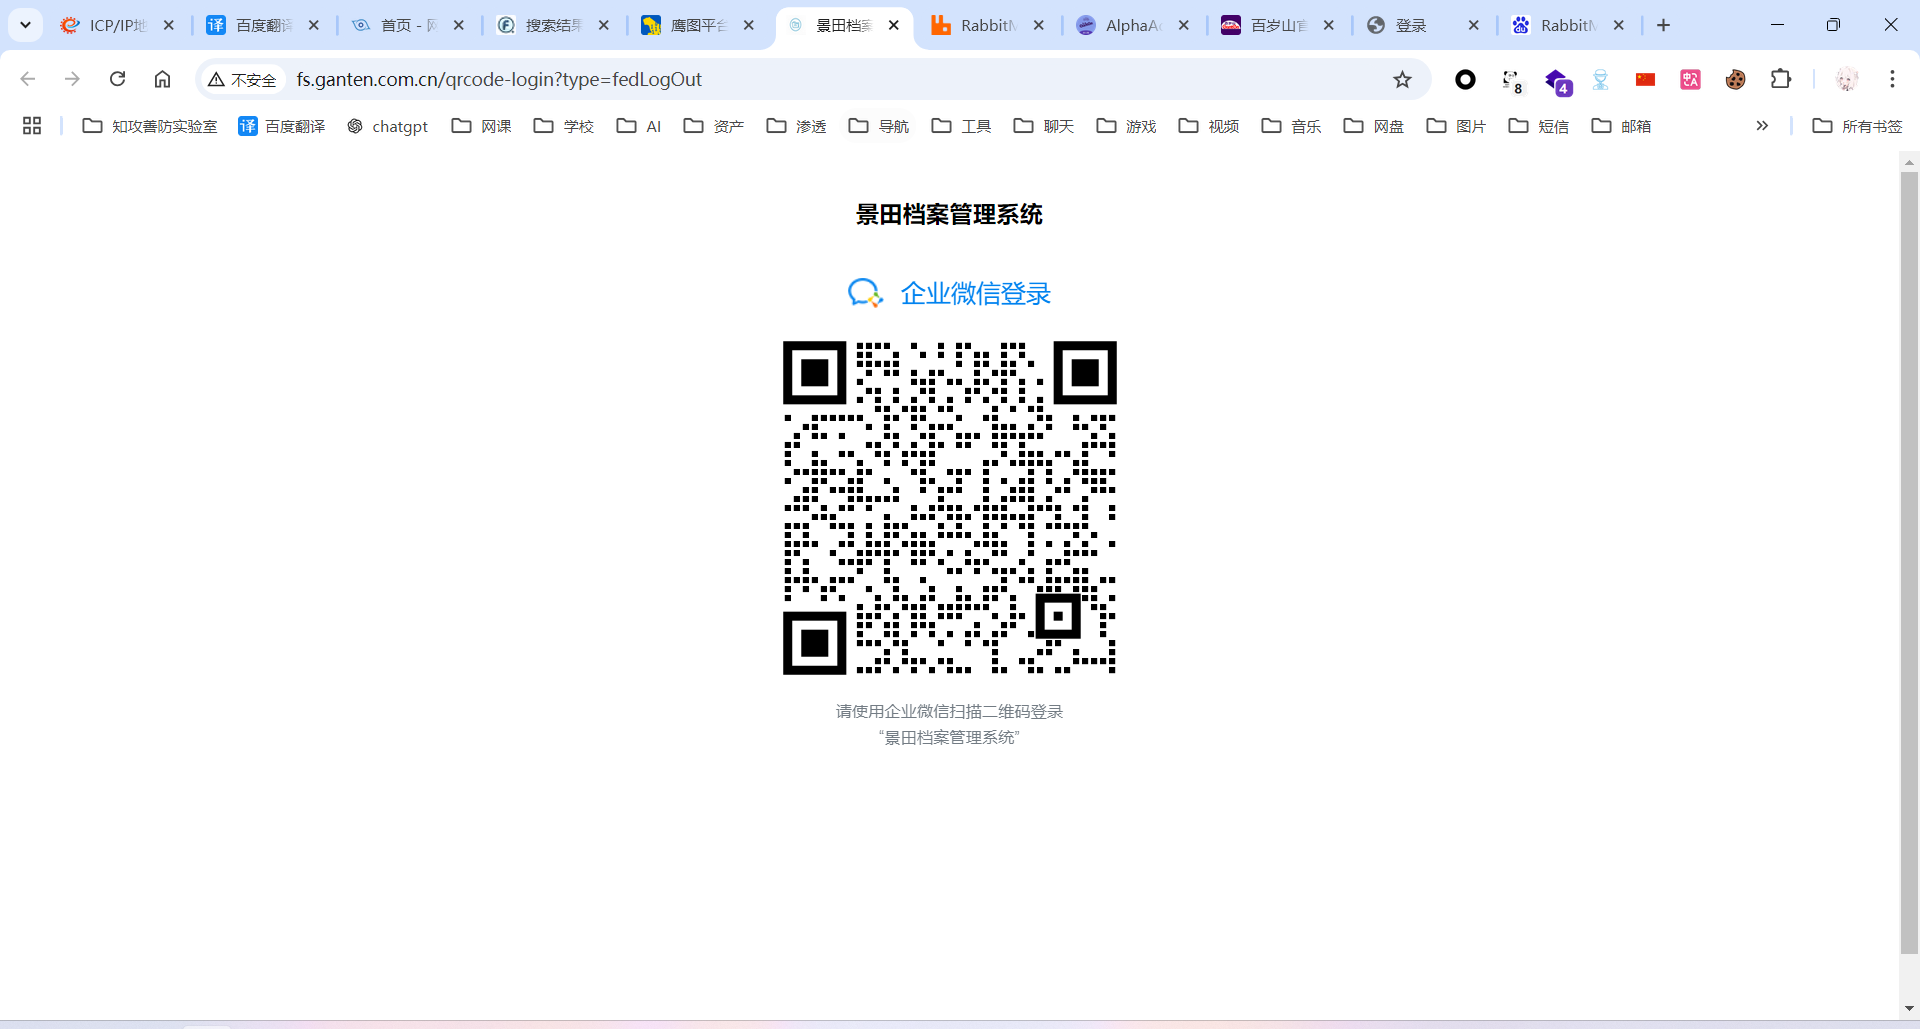 ICP/IP地
百度翻译
首页 - 网
搜索结果
鹰图平台
景田档案
RabbitM
AlphaAc
百岁山官
登录
RabbitM
不安全
fs.ganten.com.cn/qrcode-login?type=fedLogOut
8
4
知攻善防实验室
译 百度翻译
chatgpt
网课
学校
AI
资产
渗透
导航
工具
聊天
游戏
视频
音乐
网盘
图片
短信
邮箱
所有书签
景田档案管理系统
企业微信登录
请使用企业微信扫描二维码登录
“景田档案管理系统”